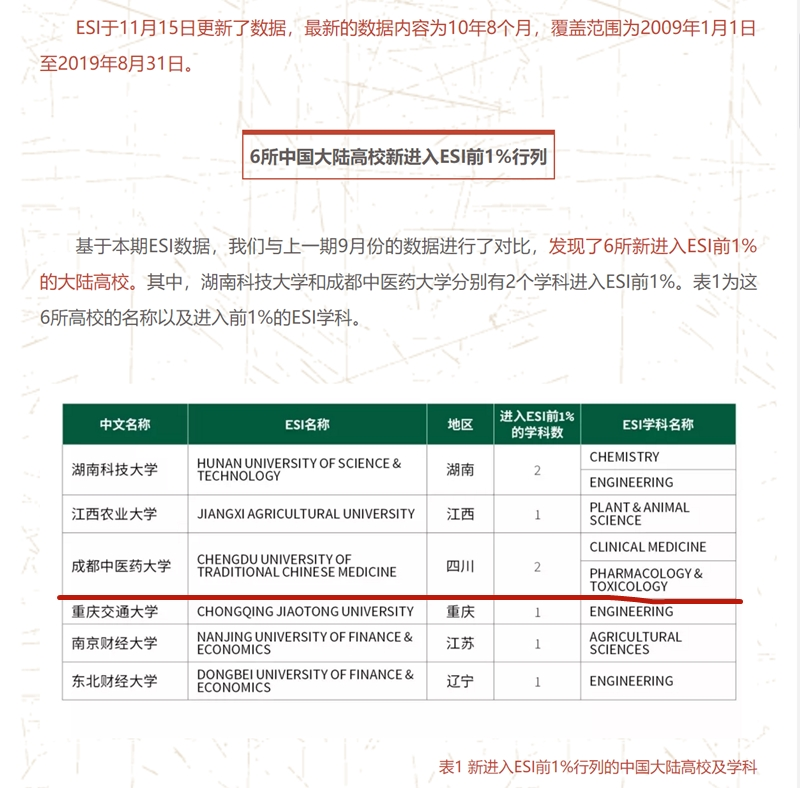 ESI于11月15日更新了数据，最新的数据内容为10年8个月，覆盖范围为2009年1月1日
至2019年8月31日。
6所中国大陆高校新进入ESI前1%行列
基于本期ESI数据，我们与上一期9月份的数据进行了对比，发现了6所新进入ESI前1%
的大陆高校。其中，湖南科技大学和成都中医药大学分别有2个学科进入ESI前1%。表1为这
6所高校的名称以及进入前1%的ESI学科。
中文名称 ESI名称 地区 进入ESI前1%
的学科数 ESI学科名称
湖南科技大学 HUNAN UNIVERSITY OF SCIENCE &
TECHNOLOGY 湖南 2 CHEMISTRY
ENGINEERING
江西农业大学 JIANGXI AGRICULTURAL UNIVERSITY 江西 1 PLANT & ANIMAL
SCIENCE
成都中医药大学 CHENGDU UNIVERSITY OF
TRADITIONAL CHINESE MEDICINE 四川 2 CLINICAL MEDICINE
PHARMACOLOGY &
TOXICOLOGY
重庆交通大学 CHONGQING JIAOTONG UNIVERSITY 重庆 1 ENGINEERING
南京财经大学 NANJING UNIVERSITY OF FINANCE &
ECONOMICS 江苏 1 AGRICULTURAL
SCIENCES
东北财经大学 DONGBEI UNIVERSITY OF FINANCE &
ECONOMICS 辽宁 1 ENGINEERING
表1 新进入ESI前1%行列的中国大陆高校及学科